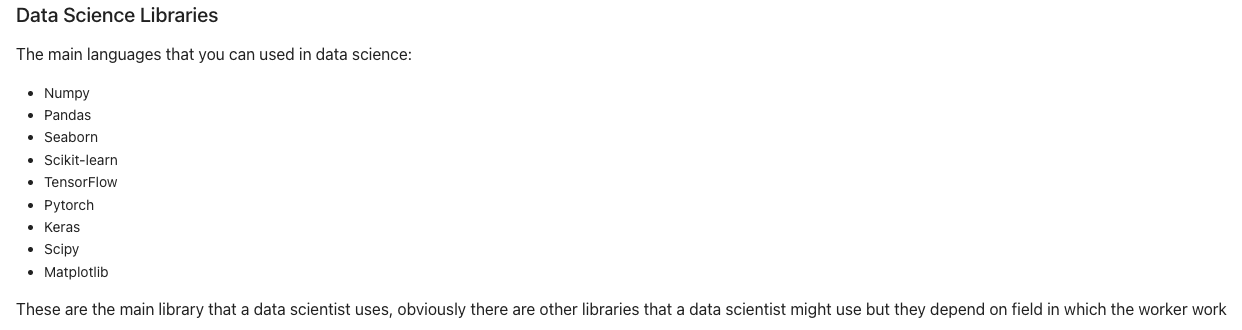 Data Science Libraries
The main languages that you can used in data science:
• Numpy
• Pandas
• Seaborn
• Scikit-learn
• TensorFlow
• Pytorch
• Keras
• Scipy
• Matplotlib
These are the main library that a data scientist uses, obviously there are other libraries that a data scientist might use but they depend on field in which the worker work